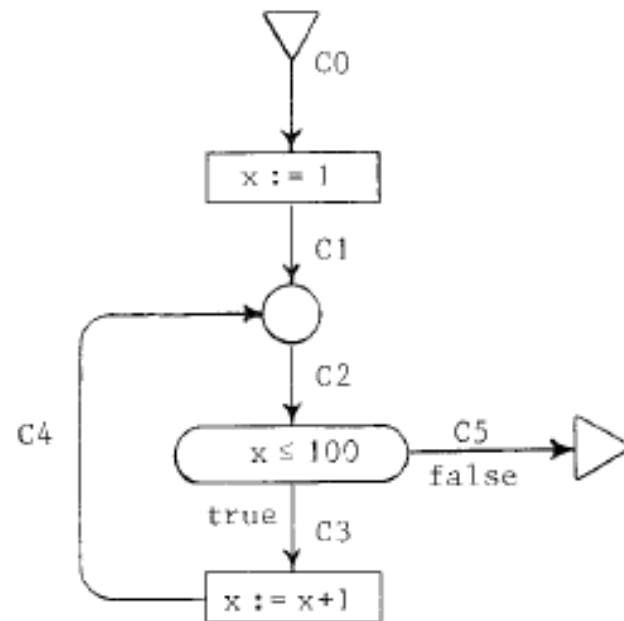 C0
x := 1
C1
C2
C4
x ≤ 100
C5
false
true
C3
x := x+1